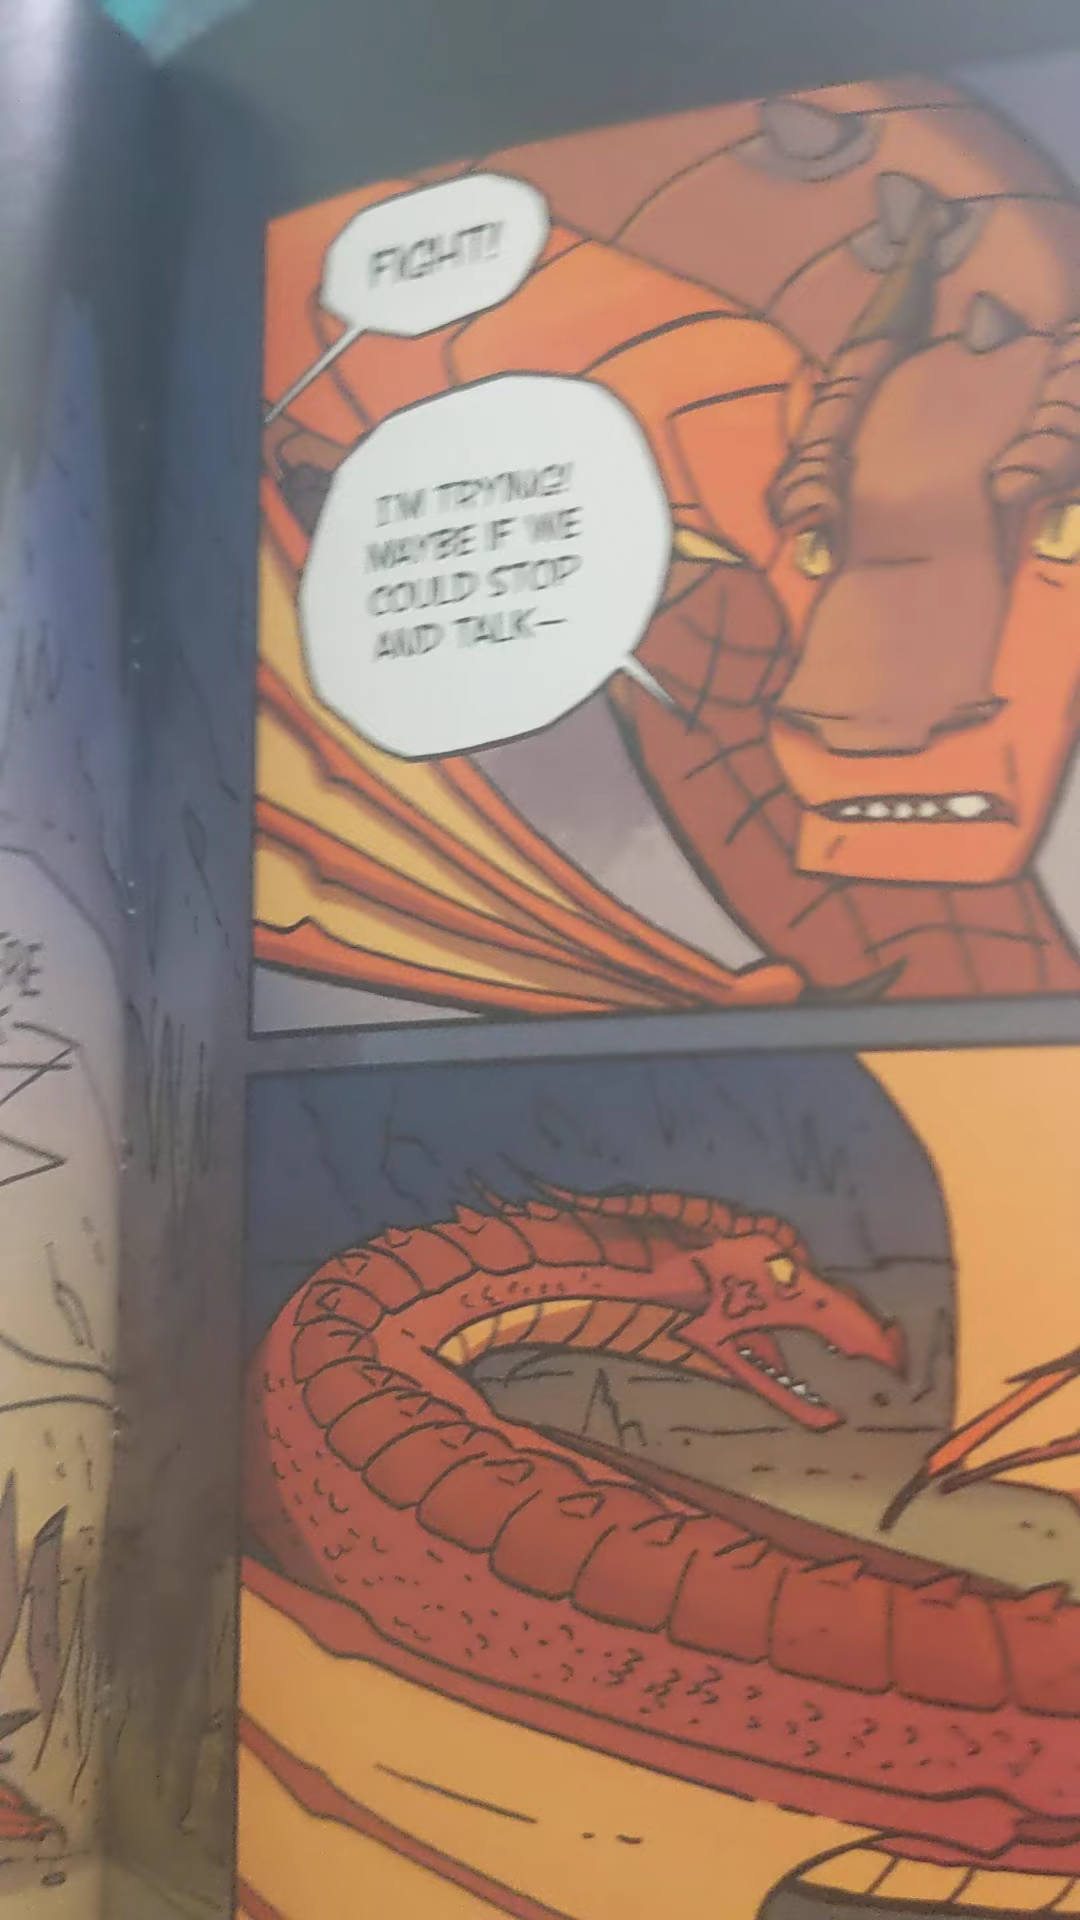 FIGHT!
I'M TRYING!
MAYBE IF WE
COULD STOP
AND TALK—